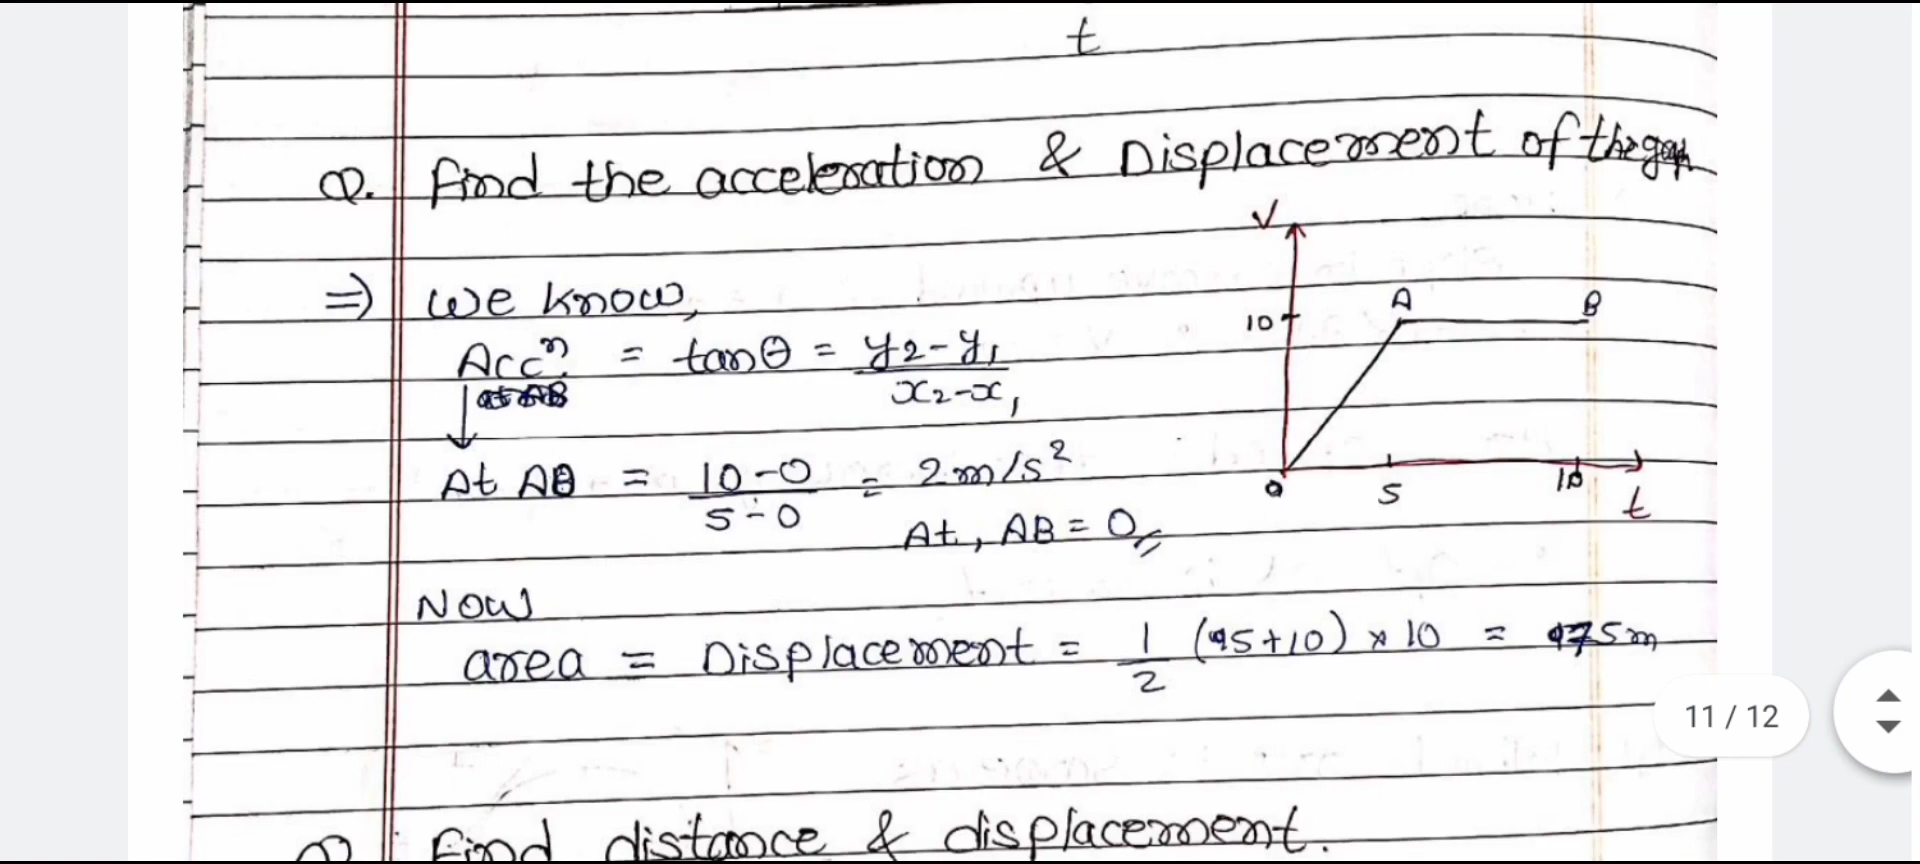 t
Q. Find the acceleration & Displacement of the graph
V
⇒ We know,
A B
10
Accⁿ = tanθ = y2-y1
x2-x1
At AO = 10-0 = 2m/s²
5-0
0 5 10
t
At, AB = 0
Now
area = Displacement = 1 (5+10) × 10 = 75m
2
11 / 12
Find distance & displacement.